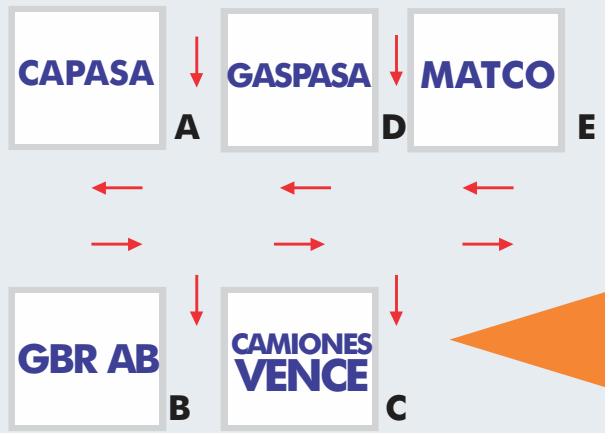 CAPASA
A
GASPASA
D
MATCO
E
GBR AB
B
CAMIONES
VENCE
C